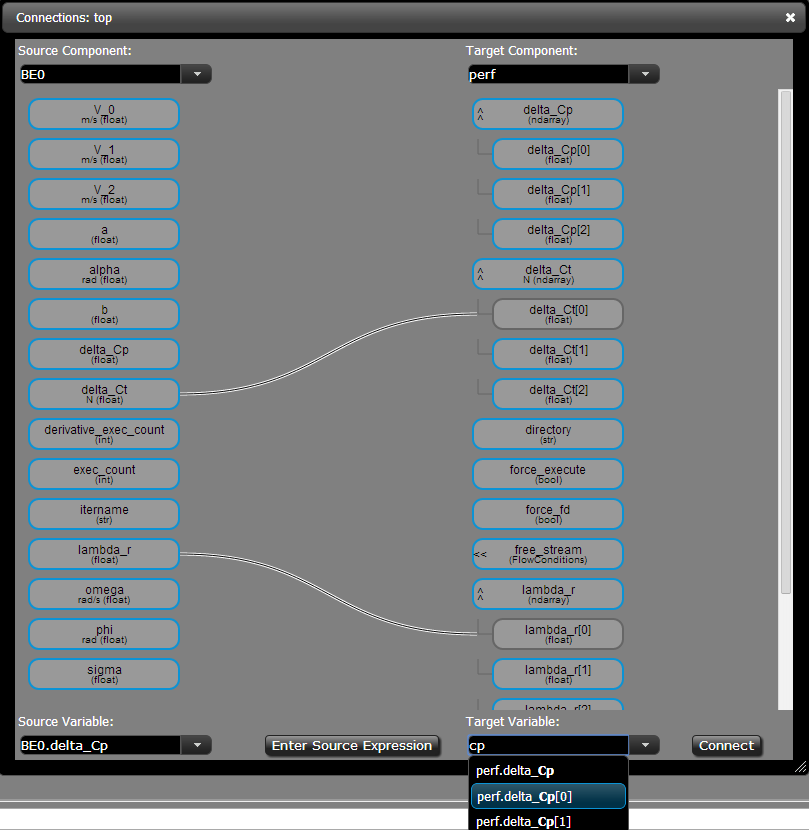 Connections: top
Source Component:
BE0
V_0
m/s (float)
V_1
m/s (float)
V_2
m/s (float)
a
(float)
alpha
rad (float)
b
(float)
delta_Cp
(float)
delta_Ct
N (float)
derivative_exec_count
(int)
exec_count
(int)
itername
(str)
lambda_r
(float)
omega
rad/s (float)
phi
rad (float)
sigma
(float)
Target Component:
perf
delta_Cp
(ndarray)
delta_Cp[0]
(float)
delta_Cp[1]
(float)
delta_Cp[2]
(float)
delta_Ct
N (ndarray)
delta_Ct[0]
(float)
delta_Ct[1]
(float)
delta_Ct[2]
(float)
directory
(str)
force_execute
(bool)
force_fd
(bool)
<< free_stream
(FlowConditions)
lambda_r
(ndarray)
lambda_r[0]
(float)
lambda_r[1]
(float)
lambda_r[2]
Source Variable:
BE0.delta_Cp
Enter Source Expression
Target Variable:
cp
Connect
perf.delta_Cp
perf.delta_Cp[0]
perf.delta_Cp[1]